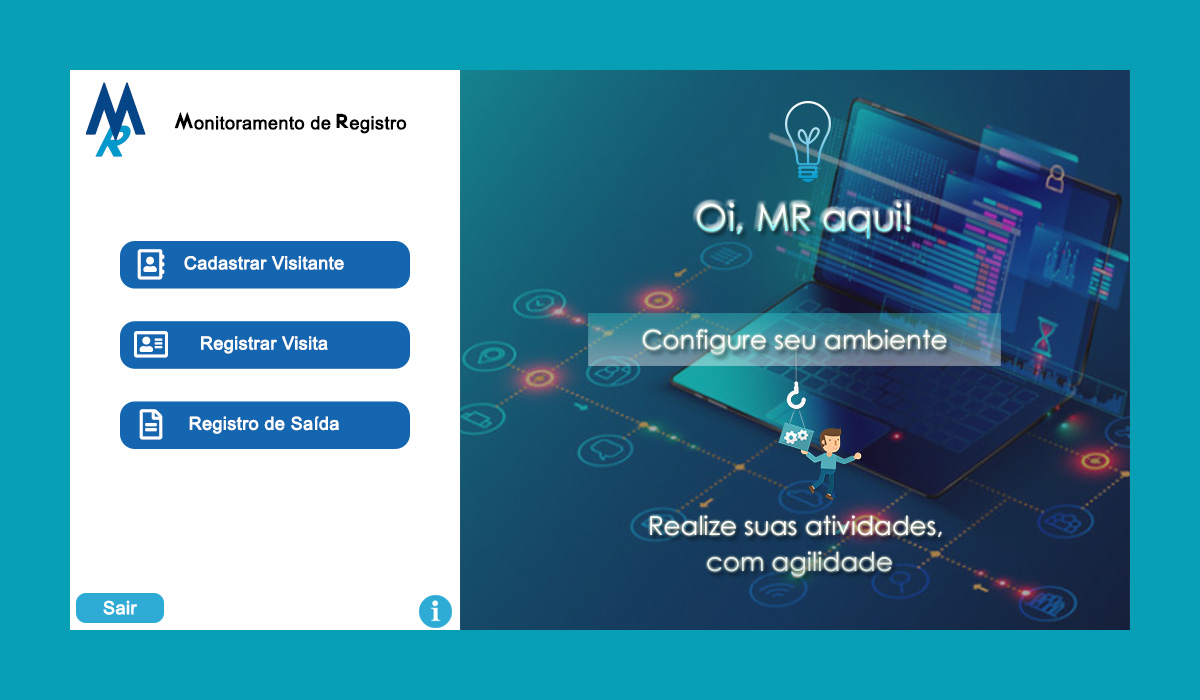 MR
Monitoramento de Registro
Cadastrar Visitante
Registrar Visita
Registro de Saída
Sair
i
Oi, MR aqui!
Configure seu ambiente
Realize suas atividades,
com agilidade